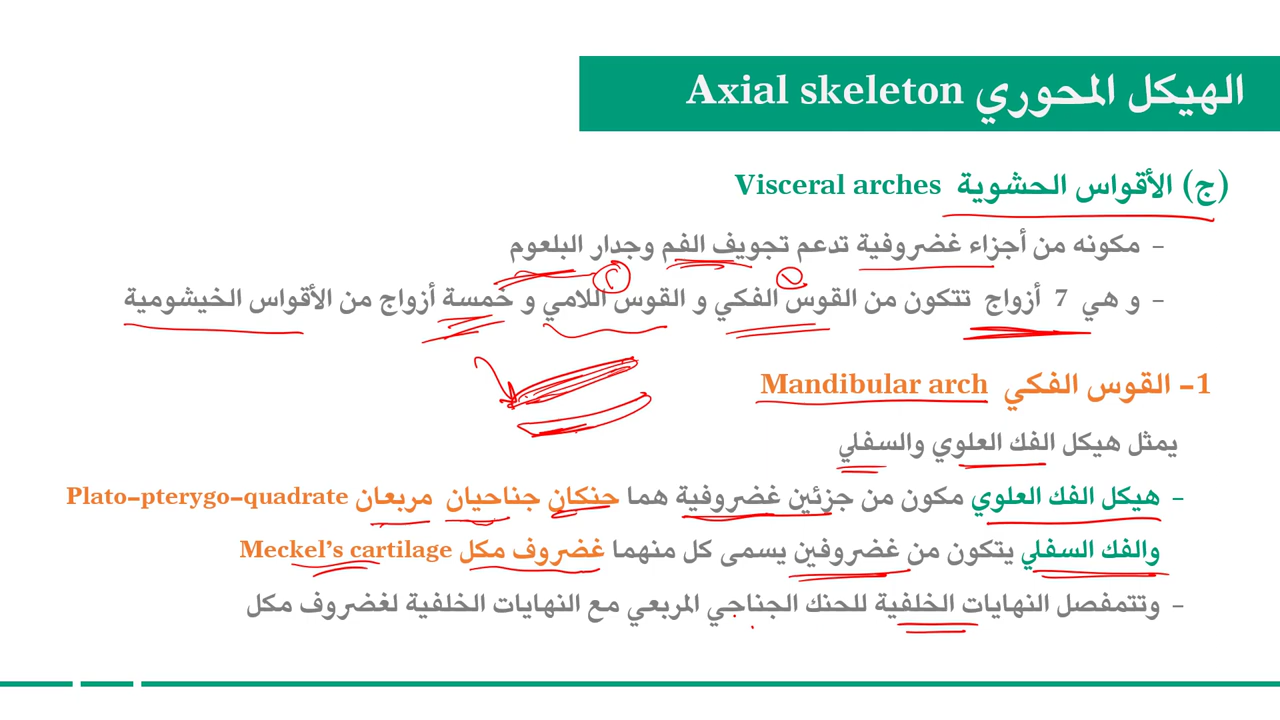 الهيكل المحوري Axial skeleton
(ج) الأقواس الحشوية Visceral arches
- مكونه من أجزاء غضروفية تدعم تجويف الفم وجدار البلعوم
- و هي 7 أزواج تتكون من القوس الفكي و القوس اللامي و خمسة أزواج من الأقواس الخيشومية
1- القوس الفكي Mandibular arch
يمثل هيكل الفك العلوي والسفلي
- هيكل الفك العلوي مكون من جزئين غضروفية هما حنكان جناحيان مربعان Plato-pterygo-quadrate
والفك السفلي يتكون من غضروفين يسمى كل منهما غضروف مكل Meckel's cartilage
- وتتمفصل النهايات الخلفية للحنك الجناجي المربعي مع النهايات الخلفية لغضروف مكل